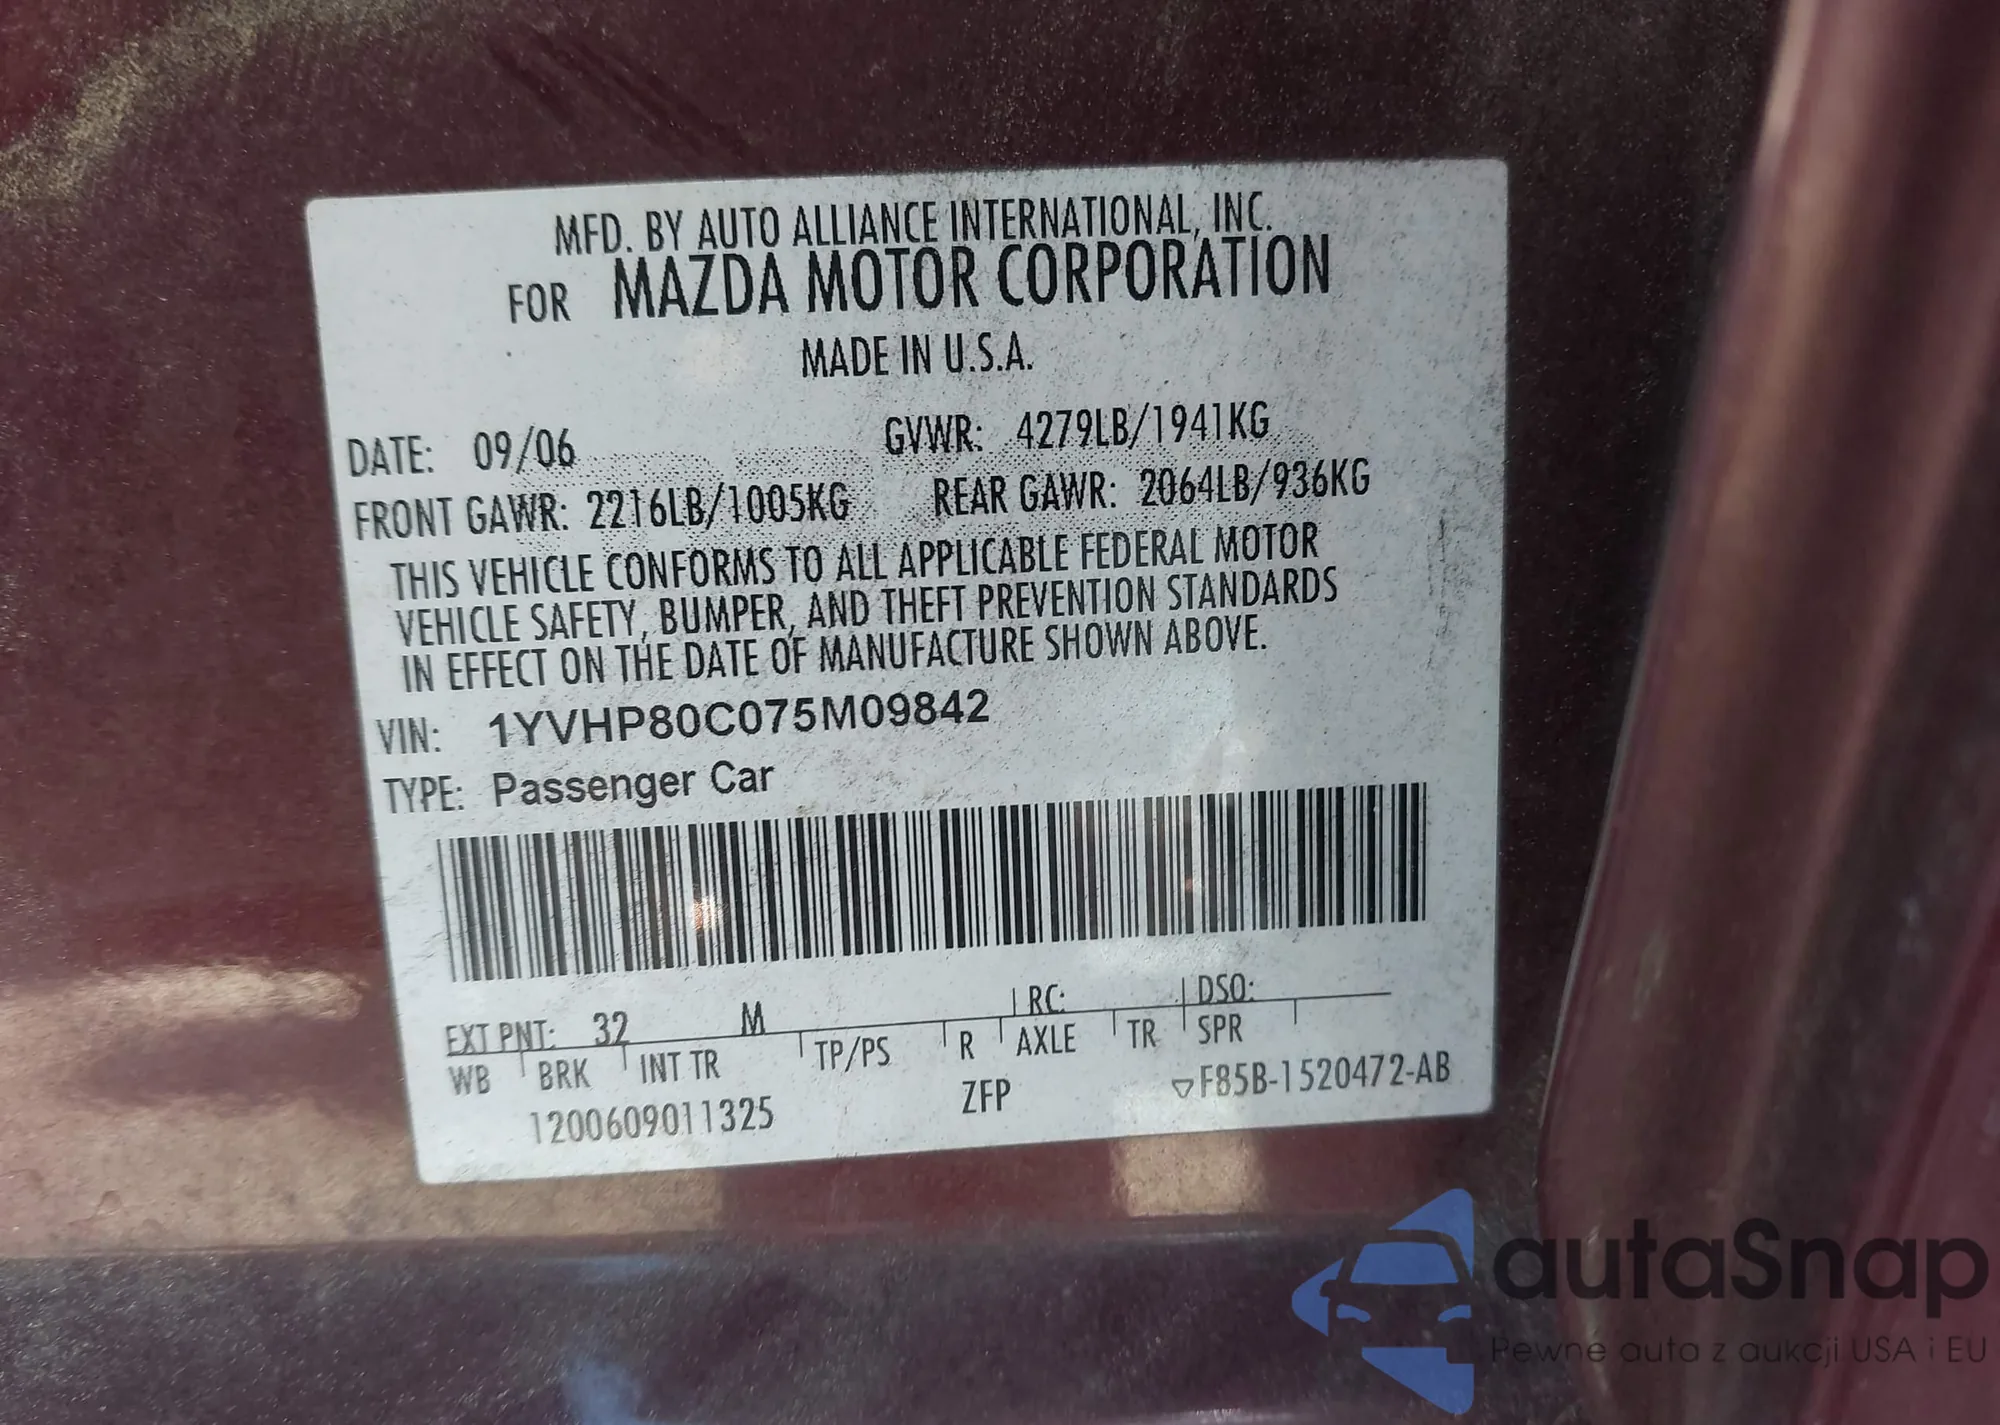 MFD. BY AUTO ALLIANCE INTERNATIONAL, INC.
FOR MAZDA MOTOR CORPORATION
MADE IN U.S.A.
DATE: 09/06 GVWR: 4279LB/1941KG
FRONT GAWR: 2216LB/1005KG REAR GAWR: 2064LB/936KG
THIS VEHICLE CONFORMS TO ALL APPLICABLE FEDERAL MOTOR
VEHICLE SAFETY, BUMPER, AND THEFT PREVENTION STANDARDS
IN EFFECT ON THE DATE OF MANUFACTURE SHOWN ABOVE.
VIN: 1YVHP80C075M09842
TYPE: Passenger Car
EXT PNT: 32 M RC: DSO:
WB BRK INT TR TP/PS R AXLE TR SPR
1200609011325 ZFP ▽F85B-1520472-AB
autaSnap
Pewne auta z aukcji USA i EU